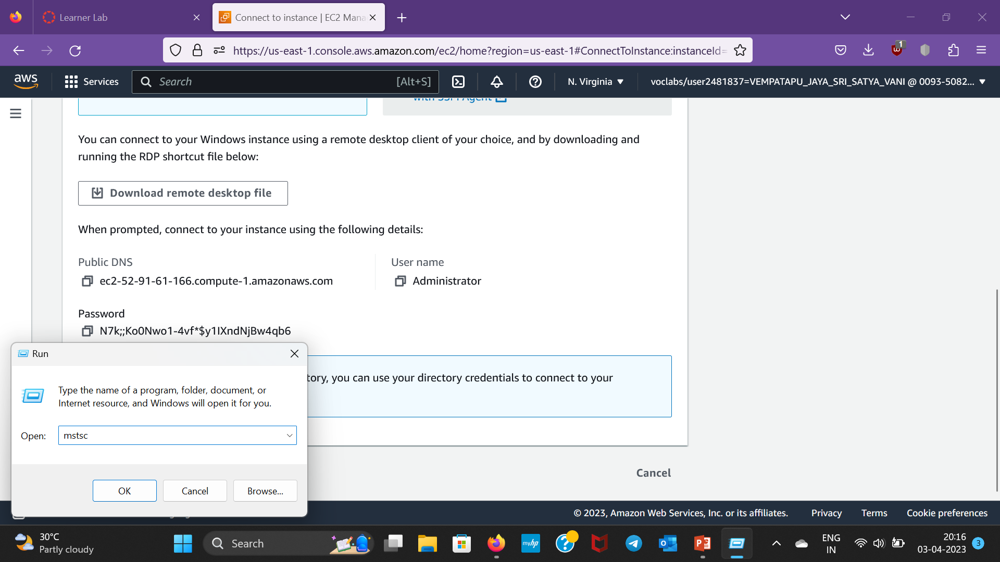 Learner Lab
Connect to instance | EC2 Mana
https://us-east-1.console.aws.amazon.com/ec2/home?region=us-east-1#ConnectToInstance:instanceId=
1
aws
Services
Search
[Alt+S]
N. Virginia
voclabs/user2481837=VEMPATAPU_JAYA_SRI_SATYA_VANI @ 0093-5082...
with SSM Agent
You can connect to your Windows instance using a remote desktop client of your choice, and by downloading and
running the RDP shortcut file below:
Download remote desktop file
When prompted, connect to your instance using the following details:
Public DNS
ec2-52-91-61-166.compute-1.amazonaws.com
User name
Administrator
Password
N7k;;Ko0Nwo1-4vf*$y1IXndNjBw4qb6
tory, you can use your directory credentials to connect to your
Run
Type the name of a program, folder, document, or
Internet resource, and Windows will open it for you.
Open:
mstsc
OK
Cancel
Browse...
Cancel
© 2023, Amazon Web Services, Inc. or its affiliates.
Privacy
Terms
Cookie preferences
30°C
Partly cloudy
Search
myhp
ENG
IN
20:16
03-04-2023
3